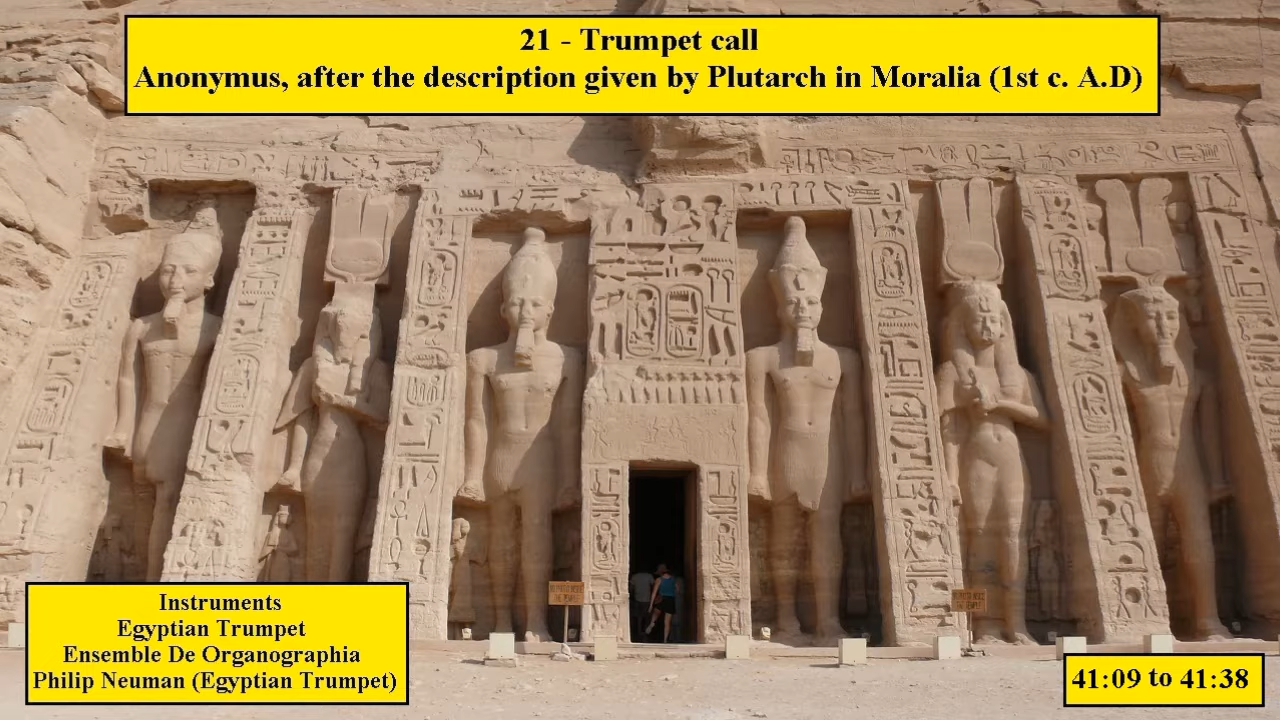 21 - Trumpet call
Anonymus, after the description given by Plutarch in Moralia (1st c. A.D)
Instruments
Egyptian Trumpet
Ensemble De Organographia
Philip Neuman (Egyptian Trumpet)
41:09 to 41:38